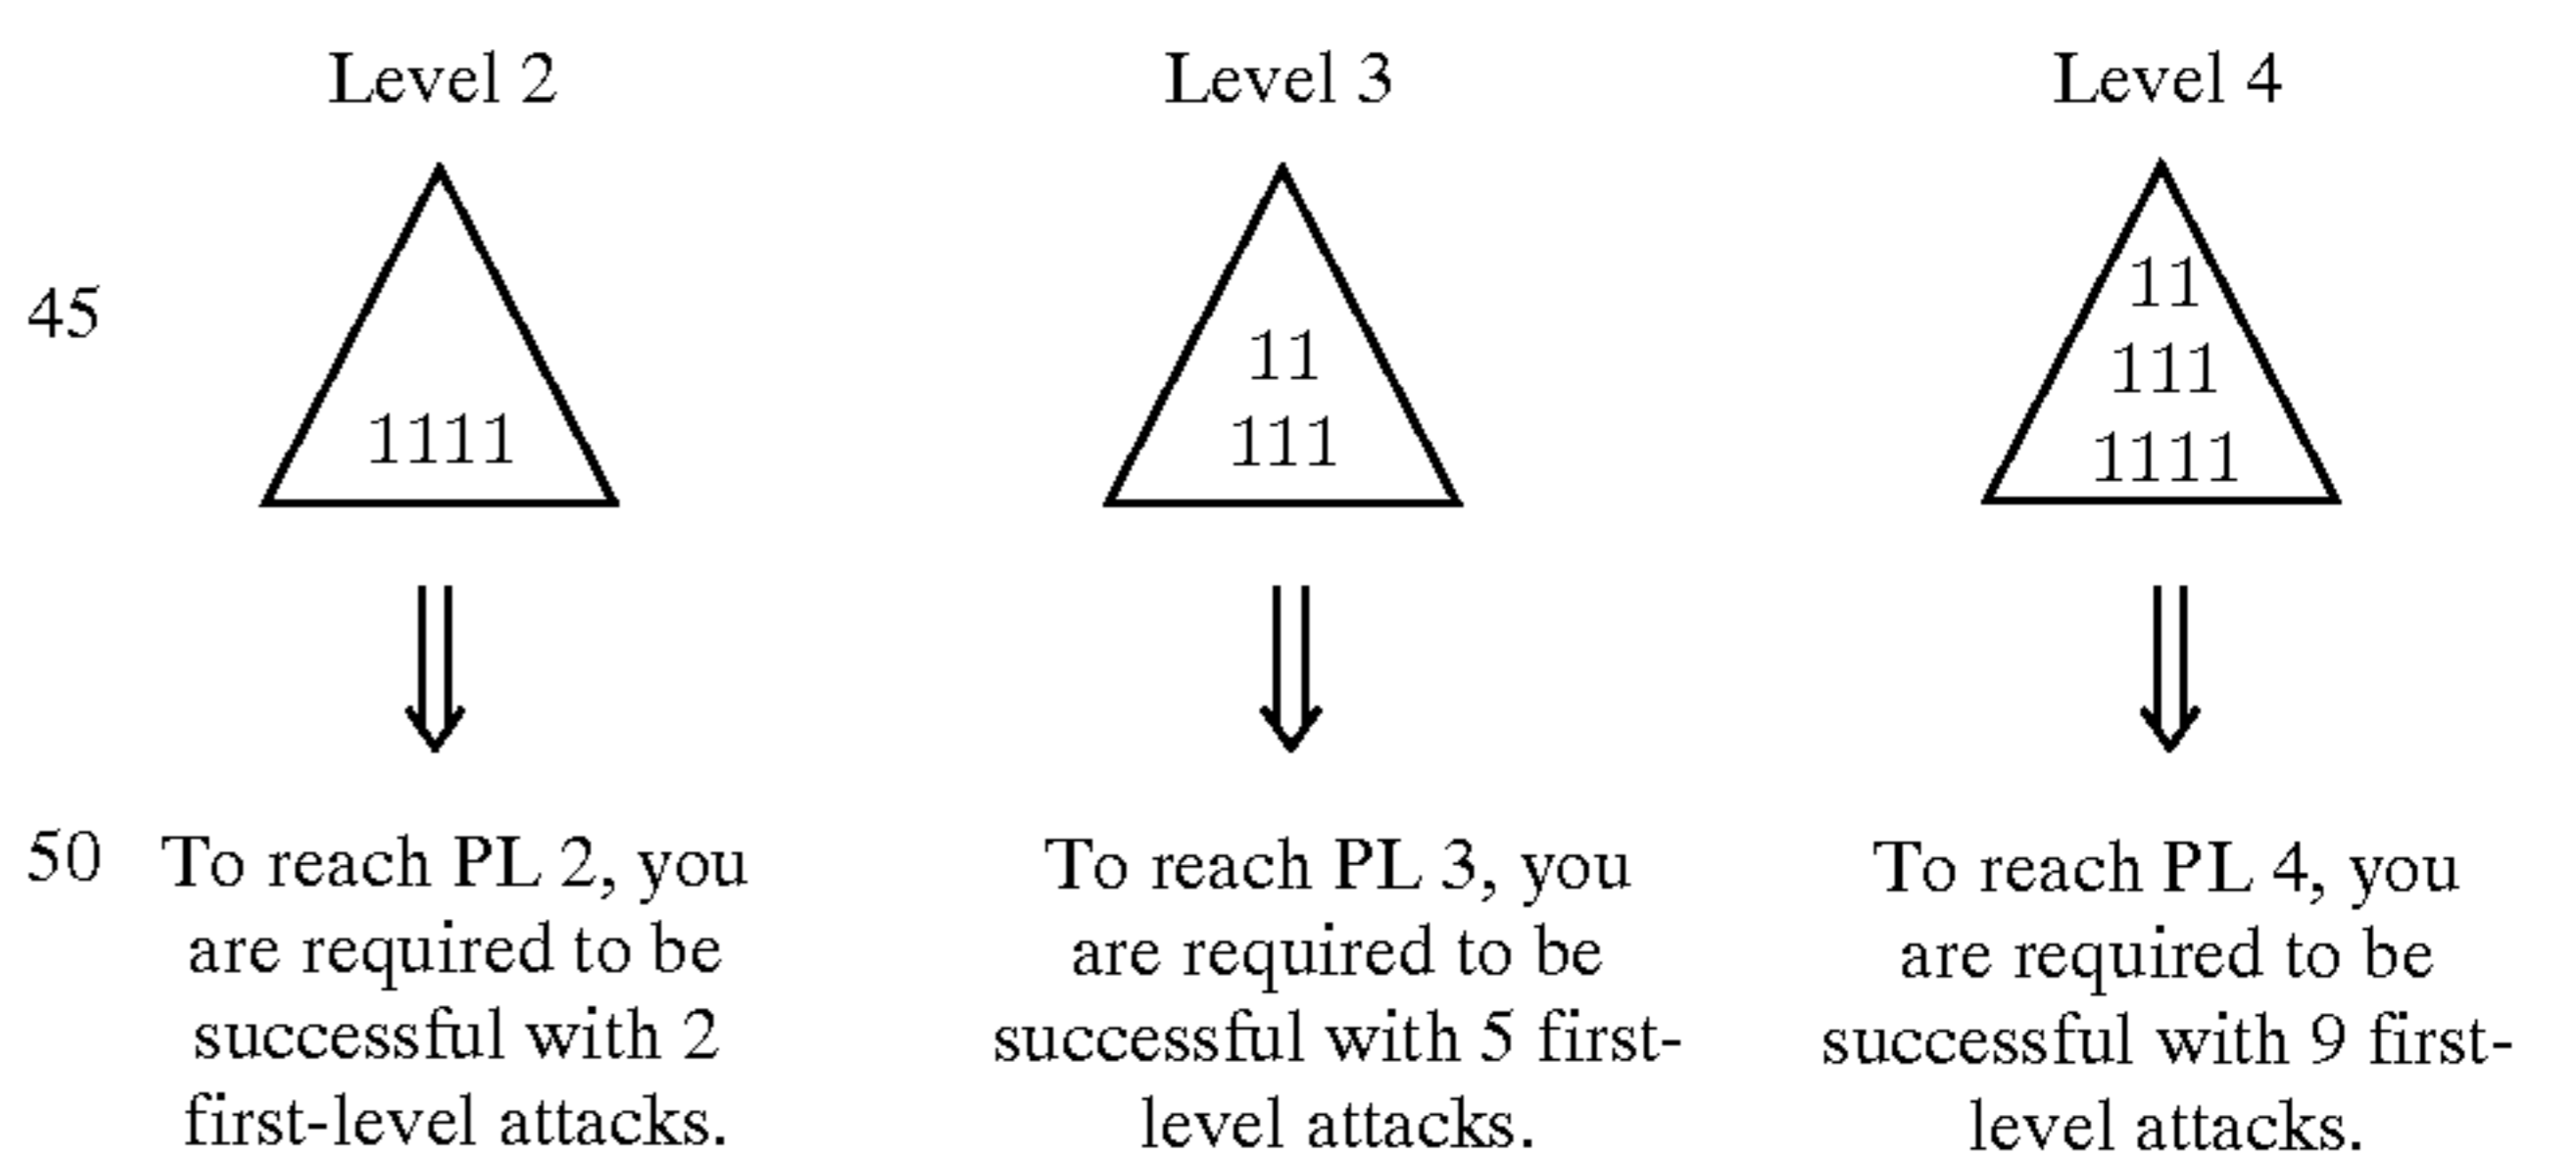 Level 2 Level 3 Level 4
45
11
11 111
1111 111 1111
50 To reach PL 2, you To reach PL 3, you To reach PL 4, you
are required to be are required to be are required to be
successful with 2 successful with 5 first- successful with 9 first-
first-level attacks. level attacks. level attacks.